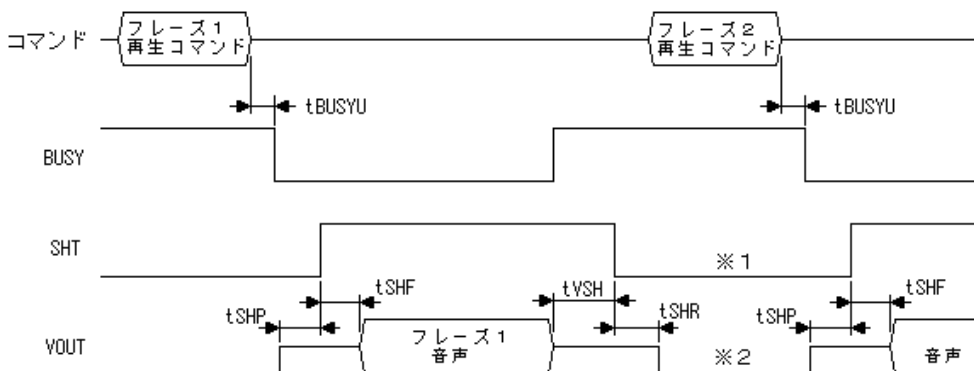 コマンド
フレーズ1
再生コマンド
フレーズ2
再生コマンド
tBUSYU
tBUSYU
BUSY
SHT
※1
tSHP
tSHF
tVSH
tSHR
tSHP
tSHF
VOUT
フレーズ1
音声
※2
音声